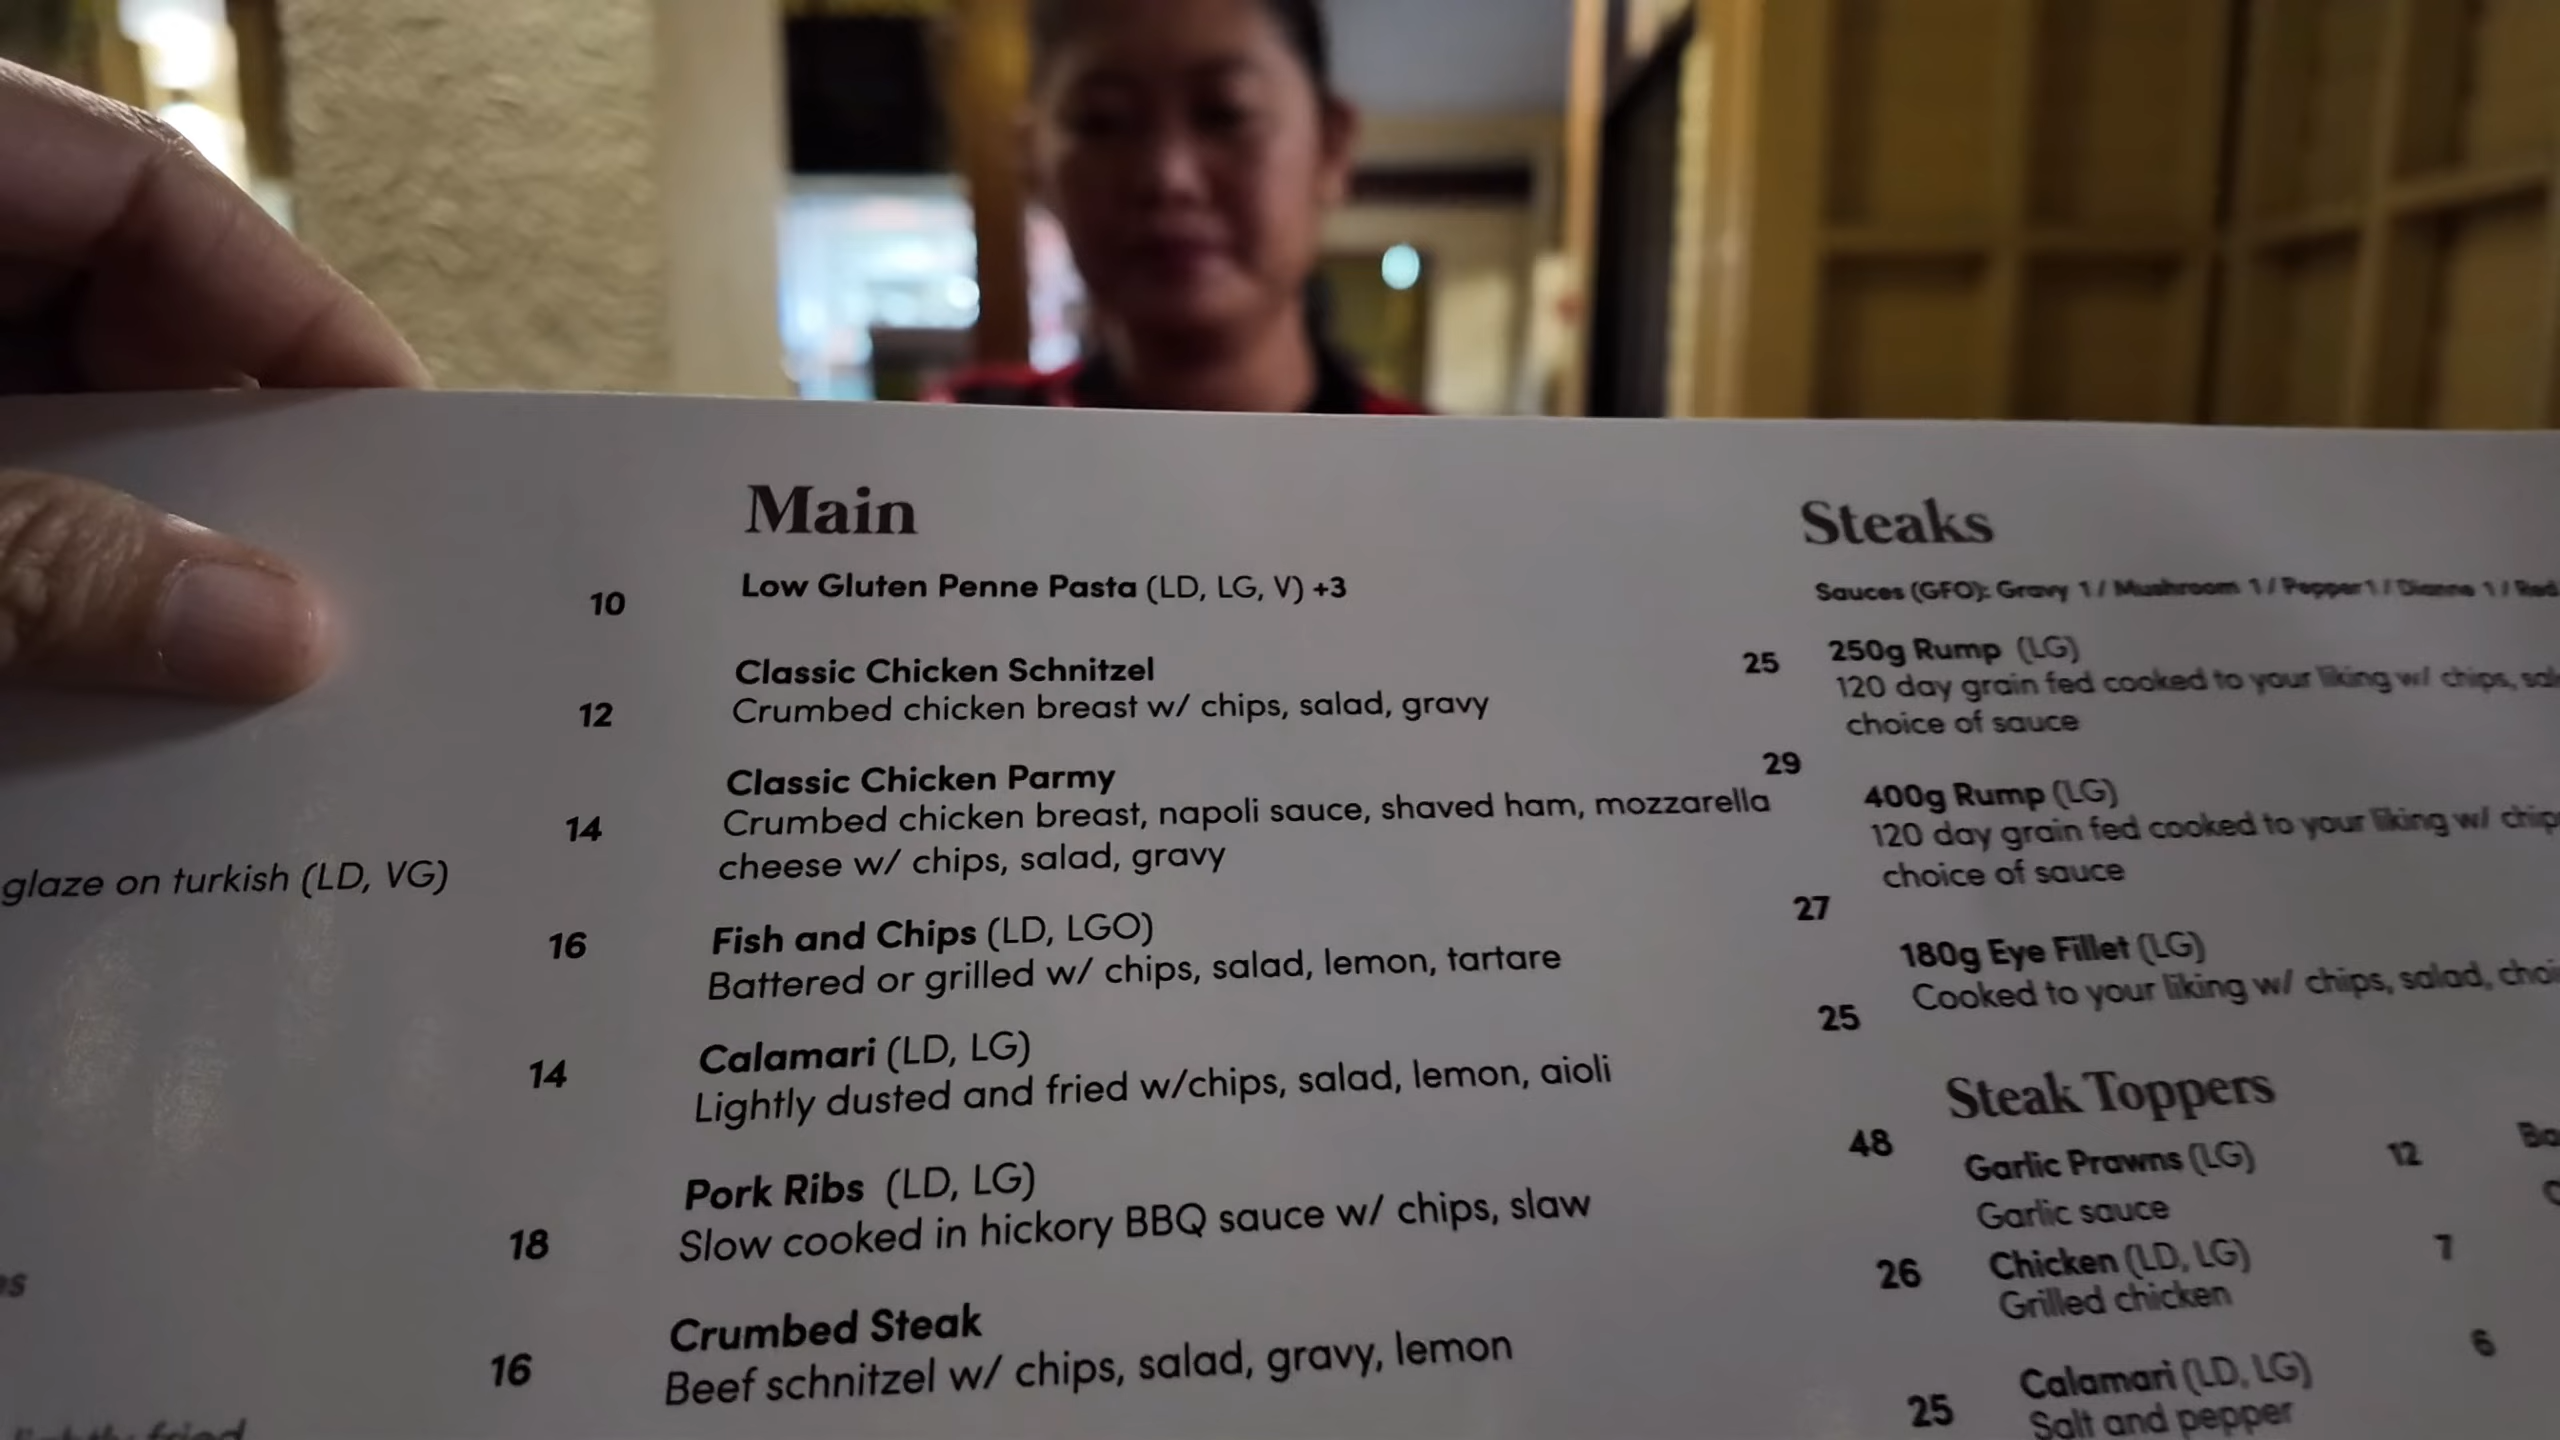 glaze on turkish (LD, VG)
10
12
14
16
14
18
16
Main
Low Gluten Penne Pasta (LD, LG, V) +3
Classic Chicken Schnitzel 25
Crumbed chicken breast w/ chips, salad, gravy
Classic Chicken Parmy 29
Crumbed chicken breast, napoli sauce, shaved ham, mozzarella
cheese w/ chips, salad, gravy
Fish and Chips (LD, LGO) 27
Battered or grilled w/ chips, salad, lemon, tartare
Calamari (LD, LG) 25
Lightly dusted and fried w/chips, salad, lemon, aioli
Pork Ribs (LD, LG) 48
Slow cooked in hickory BBQ sauce w/ chips, slaw
Crumbed Steak 26
Beef schnitzel w/ chips, salad, gravy, lemon
25
Steaks
Sauces (GFO): Gravy 1 / Mushroom 1 / Pepper 1 / Dianne 1 / Red
250g Rump (LG)
120 day grain fed cooked to your liking w/ chips,
choice of sauce
400g Rump (LG)
120 day grain fed cooked to your liking w/
choice of sauce
180g Eye Fillet (LG)
Cooked to your liking w/ chips, salad,
Steak Toppers
Garlic Prawns (LG) 12
Garlic sauce
Chicken (LD, LG) 7
Grilled chicken
Calamari (LD, LG) 6
Salt and pepper